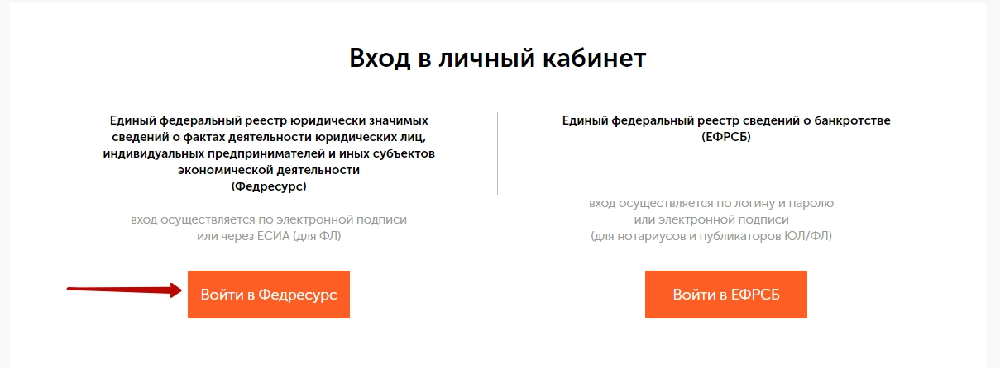 Вход в личный кабинет
Единый федеральный реестр юридически значимых
сведений о фактах деятельности юридических лиц,
индивидуальных предпринимателей и иных субъектов
экономической деятельности
(Федресурс)
вход осуществляется по электронной подписи
или через ЕСИА (для ФЛ)
Войти в Федресурс
Единый федеральный реестр сведений о банкротстве
(ЕФРСБ)
вход осуществляется по логину и паролю
или электронной подписи
(для нотариусов и публикаторов ЮЛ/ФЛ)
Войти в ЕФРСБ